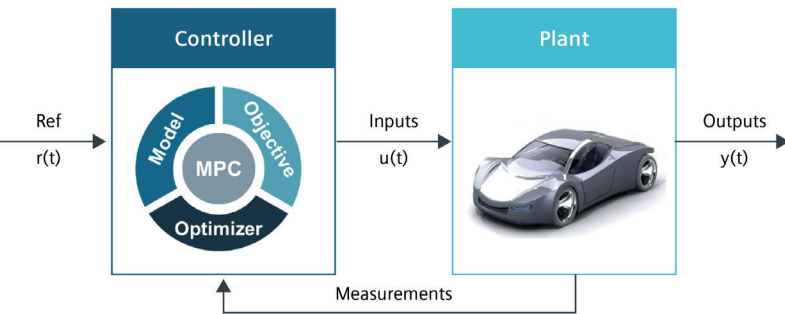 Controller
Plant
Ref
r(t)
Model
Objective
MPC
Optimizer
Inputs
u(t)
Outputs
y(t)
Measurements